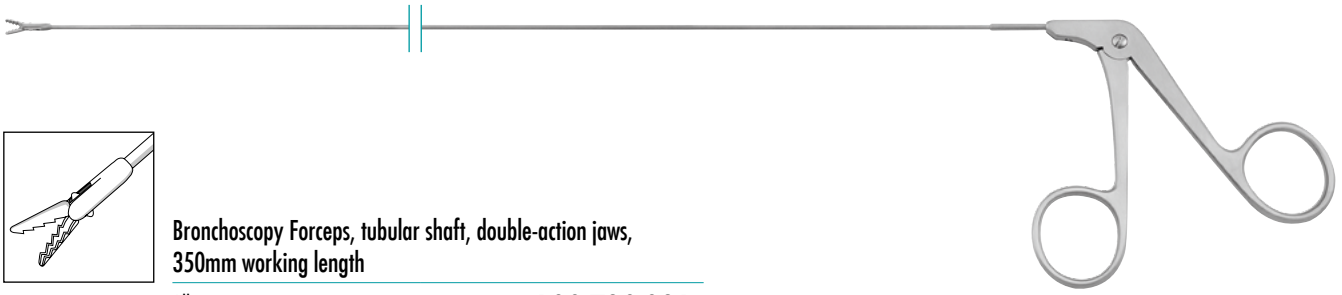 Bronchoscopy Forceps, tubular shaft, double-action jaws,
350mm working length